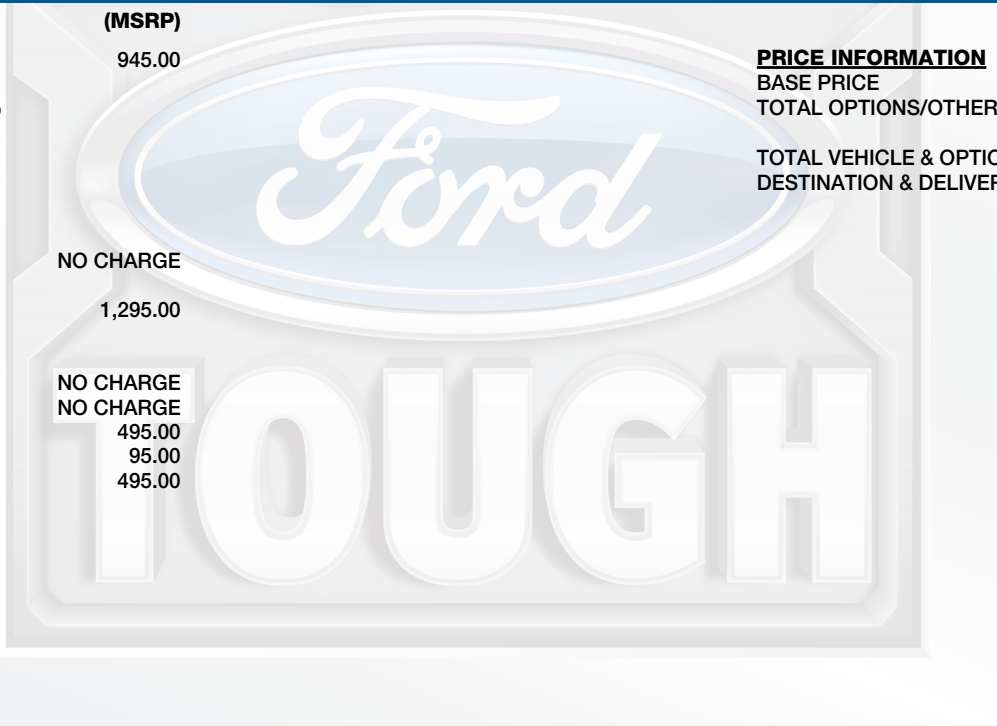 (MSRP)
945.00
NO CHARGE
1,295.00
NO CHARGE
NO CHARGE
495.00
95.00
495.00
PRICE INFORMATION
BASE PRICE
TOTAL OPTIONS/OTHER
TOTAL VEHICLE & OPTIO
DESTINATION & DELIVER
Ford
TOUGH